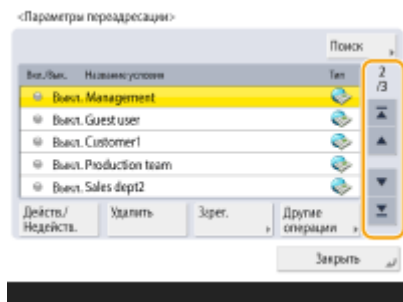 <Параметры переадресации>
Поиск
Вкл./Вык. Название условия Тип
2
/3
Выкл. Management
Выкл. Guest user
Выкл. Customer1
Выкл. Production team
Выкл. Sales dept2
Действ./
Недейств.
Удалить
Зарег.
Другие
операции
Закрыть